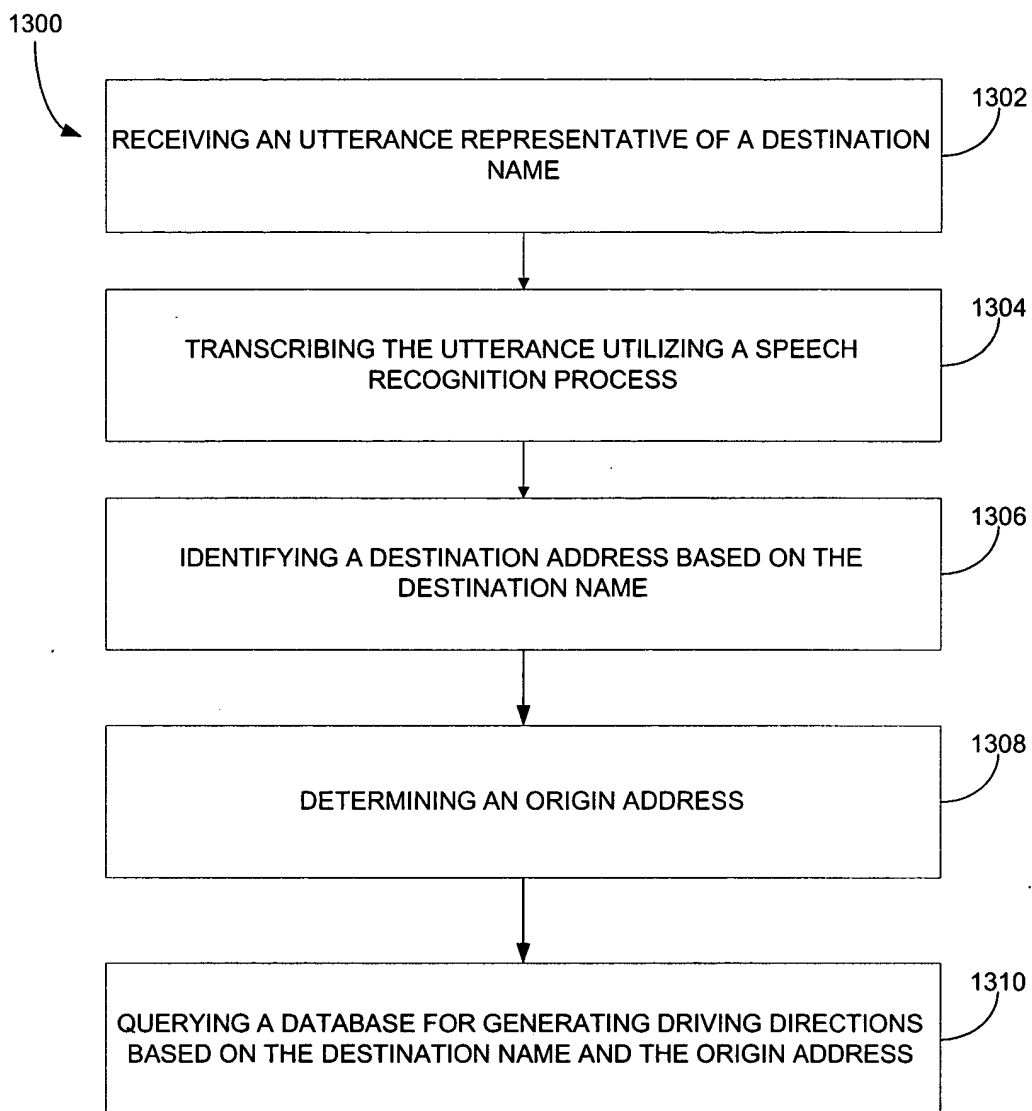 1300
1302
RECEIVING AN UTTERANCE REPRESENTATIVE OF A DESTINATION
NAME
1304
TRANSCRIBING THE UTTERANCE UTILIZING A SPEECH
RECOGNITION PROCESS
1306
IDENTIFYING A DESTINATION ADDRESS BASED ON THE
DESTINATION NAME
1308
DETERMINING AN ORIGIN ADDRESS
1310
QUERYING A DATABASE FOR GENERATING DRIVING DIRECTIONS
BASED ON THE DESTINATION NAME AND THE ORIGIN ADDRESS